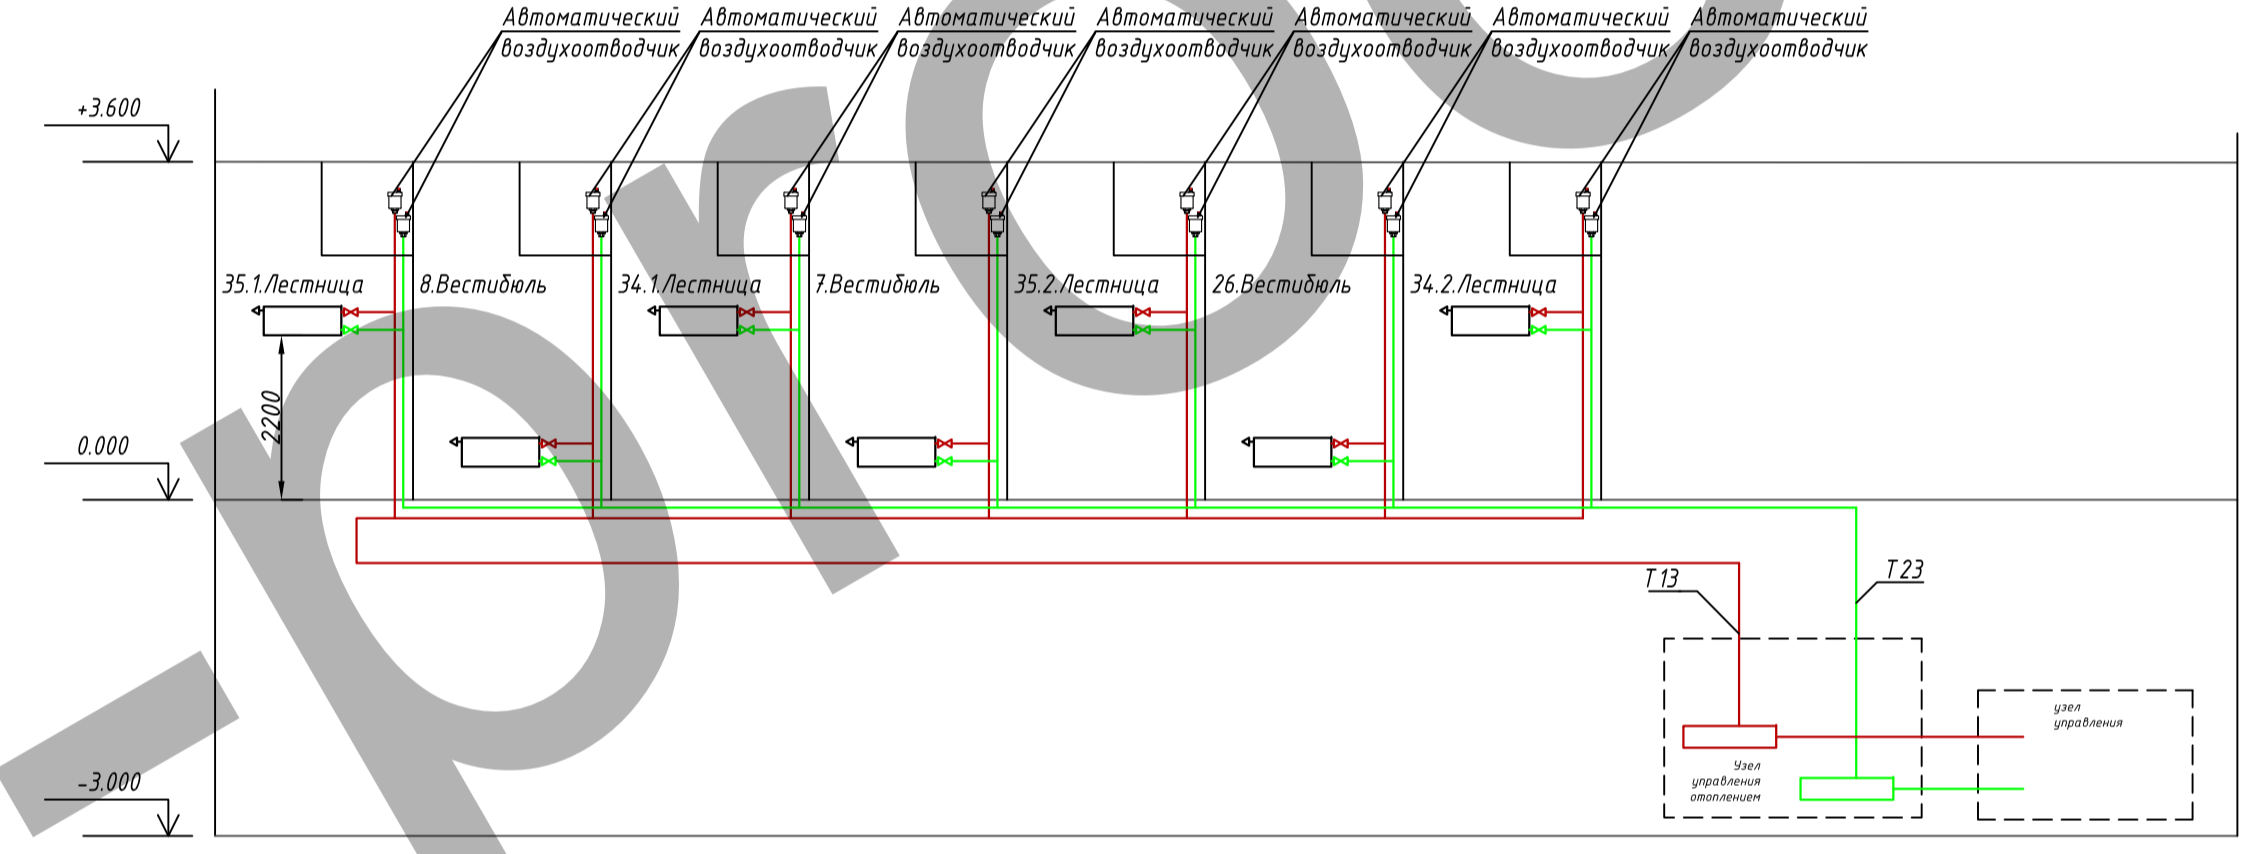 Автоматический Автоматический Автоматический Автоматический Автоматический Автоматический Автоматический
воздухоотводчик воздухоотводчик воздухоотводчик воздухоотводчик воздухоотводчик воздухоотводчик воздухоотводчик
+3.600
35.1.Лестница 8.Вестибюль 34.1.Лестница 7.Вестибюль 35.2.Лестница 26.Вестибюль 34.2.Лестница
2200
0.000
Т13
Т23
узел
управления
Узел
управления
отоплением
-3.000
-proc